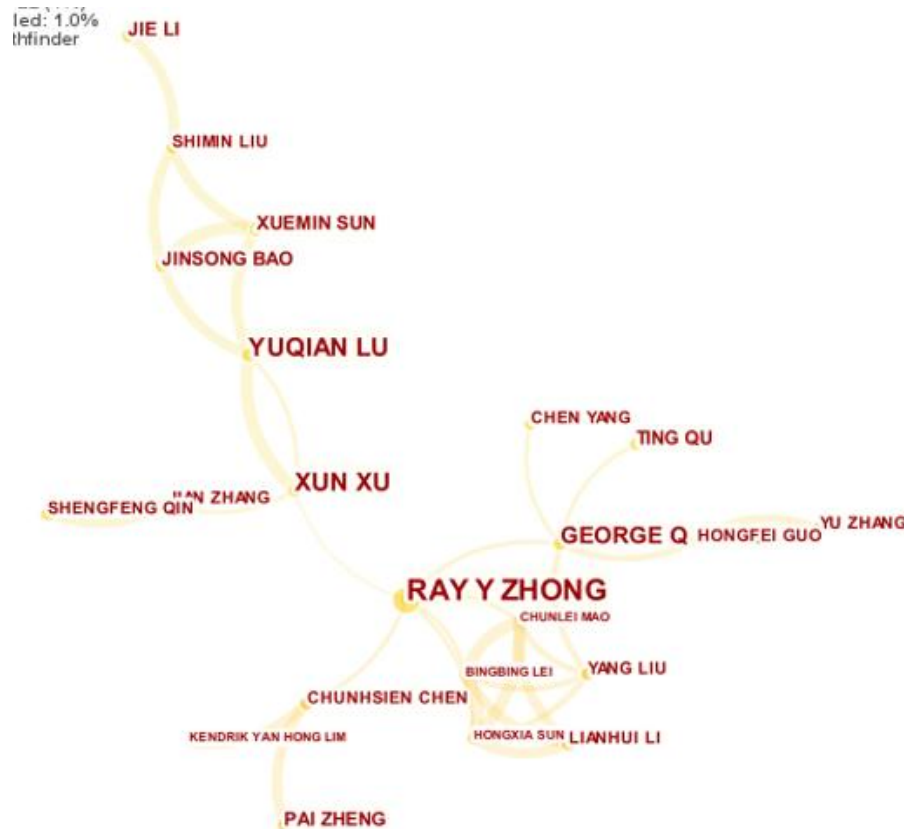 led: 1.0%
thfinder
JIE LI
SHIMIN LIU
XUEMIN SUN
JINSONG BAO
YUQIAN LU
CHEN YANG
TING QU
XUN XU
ZHANG
SHENGFENG QIN
YU ZHANG
GEORGE Q
HONGFEI GUO
RAY Y ZHONG
CHUNLEI MAO
BINGBING LEI
YANG LIU
CHUNHSIEN CHEN
KENDRIK YAN HONG LIM
HONGXIA SUN
LIANHUI LI
PAI ZHENG